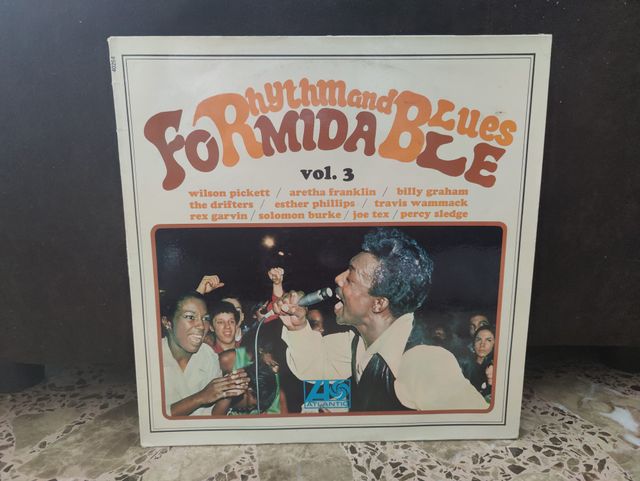 40254
Rhythm and Blues
FoRMIDABLE
vol. 3
wilson pickett / aretha franklin / billy graham
the drifters / esther phillips / travis wammack
rex garvin / solomon burke / joe tex / percy sledge
ATLANTIC